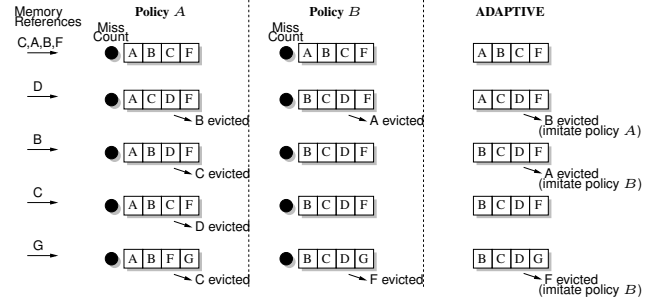 Memory References
Policy A
Policy B
ADAPTIVE
Miss Count
Miss Count
C,A,B,F
A B C F
A B C F
A B C F
D
A C D F
B C D F
A C D F
B evicted
A evicted
B evicted
(imitate policy A)
B
A B D F
B C D F
B C D F
C evicted
A evicted
(imitate policy B)
C
A B C F
B C D F
B C D F
D evicted
G
A B F G
B C D G
B C D G
C evicted
F evicted
F evicted
(imitate policy B)